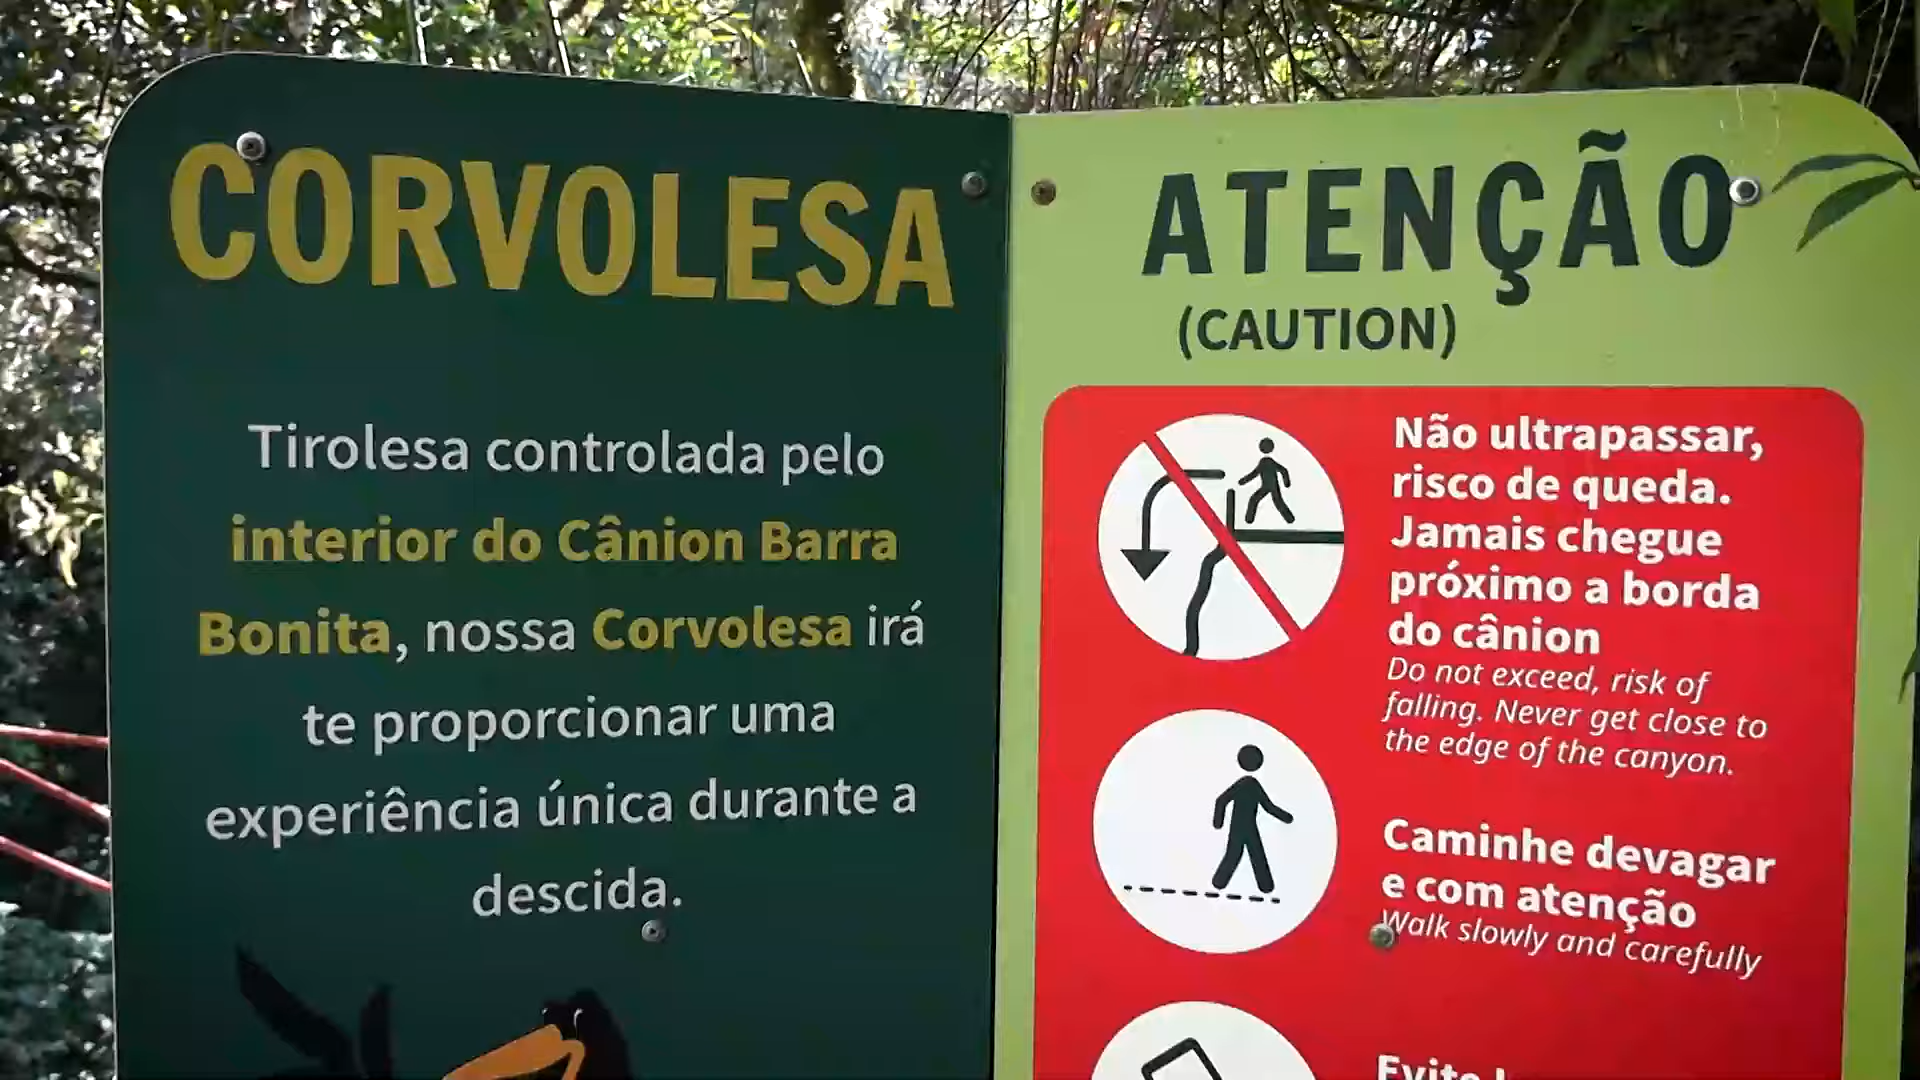 CORVOLESA
Tirolesa controlada pelo
interior do Cânion Barra
Bonita, nossa Corvolesa irá
te proporcionar uma
experiência única durante a
descida.
ATENÇÃO
(CAUTION)
Não ultrapassar,
risco de queda.
Jamais chegue
próximo a borda
do cânion
Do not exceed, risk of
falling. Never get close to
the edge of the canyon.
Caminhe devagar
e com atenção
Walk slowly and carefully
Evite